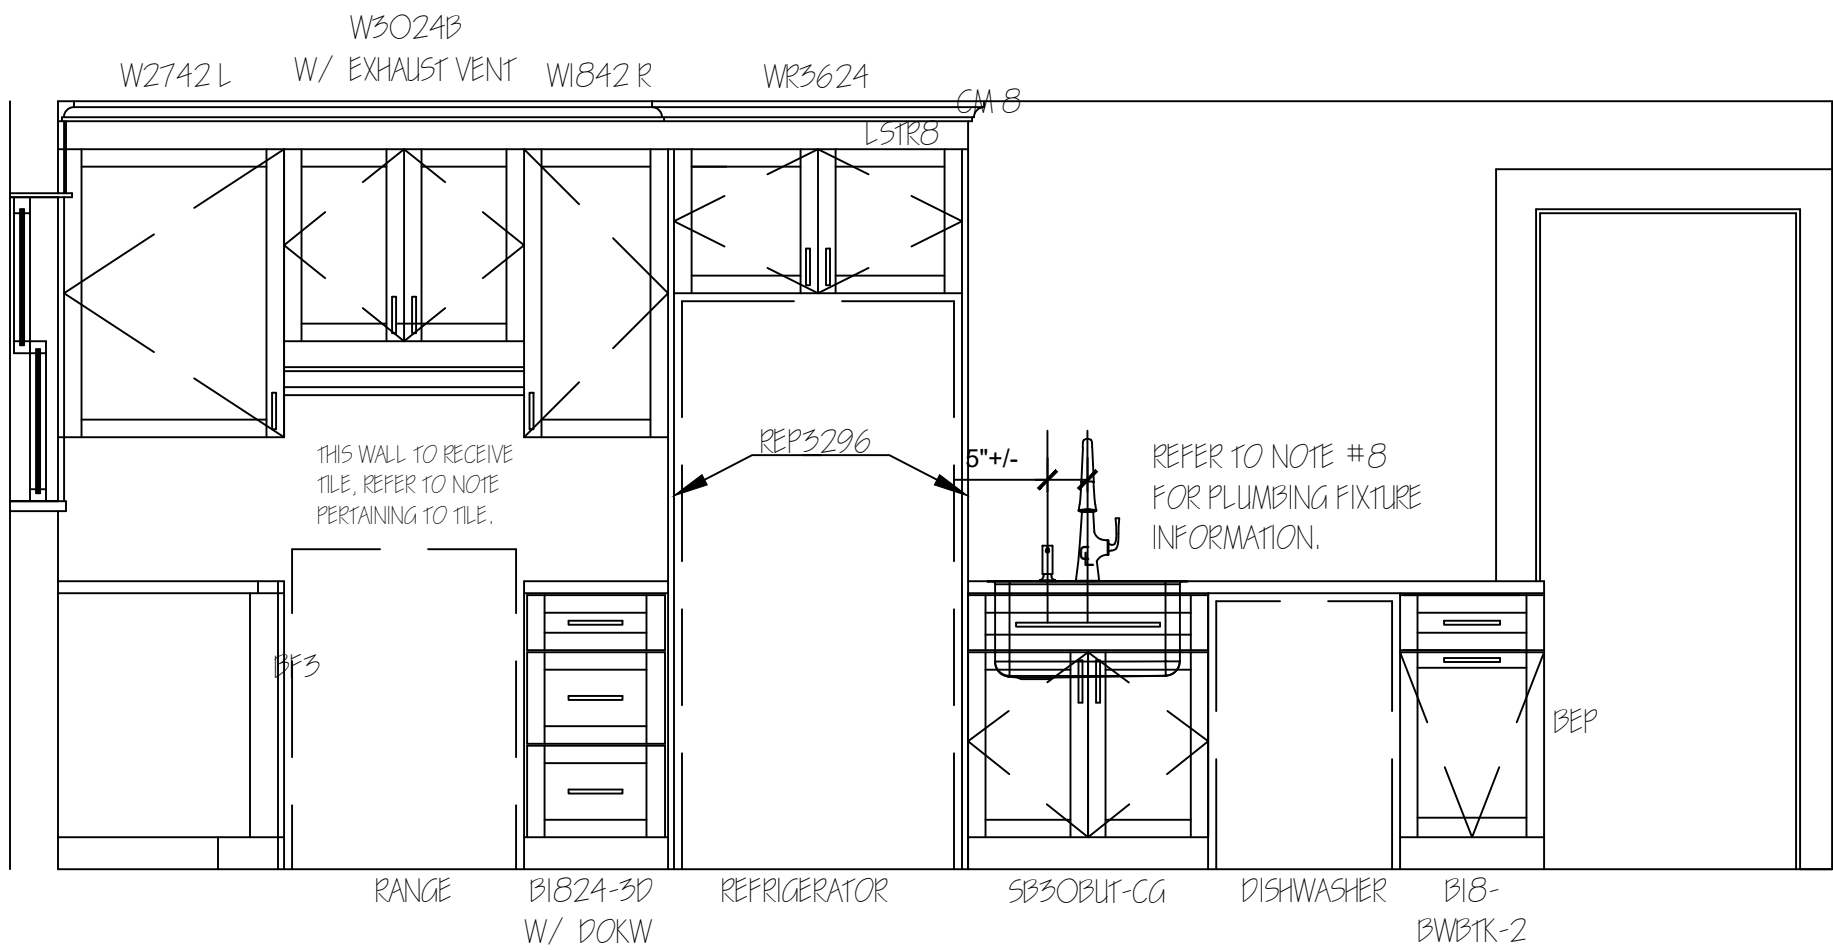 W3024B
W/ EXHAUST VENT
W2742 L
W1842 R
WR3624
CM 8
LSTR8
THIS WALL TO RECEIVE
TILE, REFER TO NOTE
PERTAINING TO TILE.
REP3296
5"+/-
REFER TO NOTE #8
FOR PLUMBING FIXTURE
INFORMATION.
CL
BF3
BEP
RANGE
B1824-3D
W/ DOKW
REFRIGERATOR
SB30BUT-CG
DISHWASHER
B18-
BWBTK-2